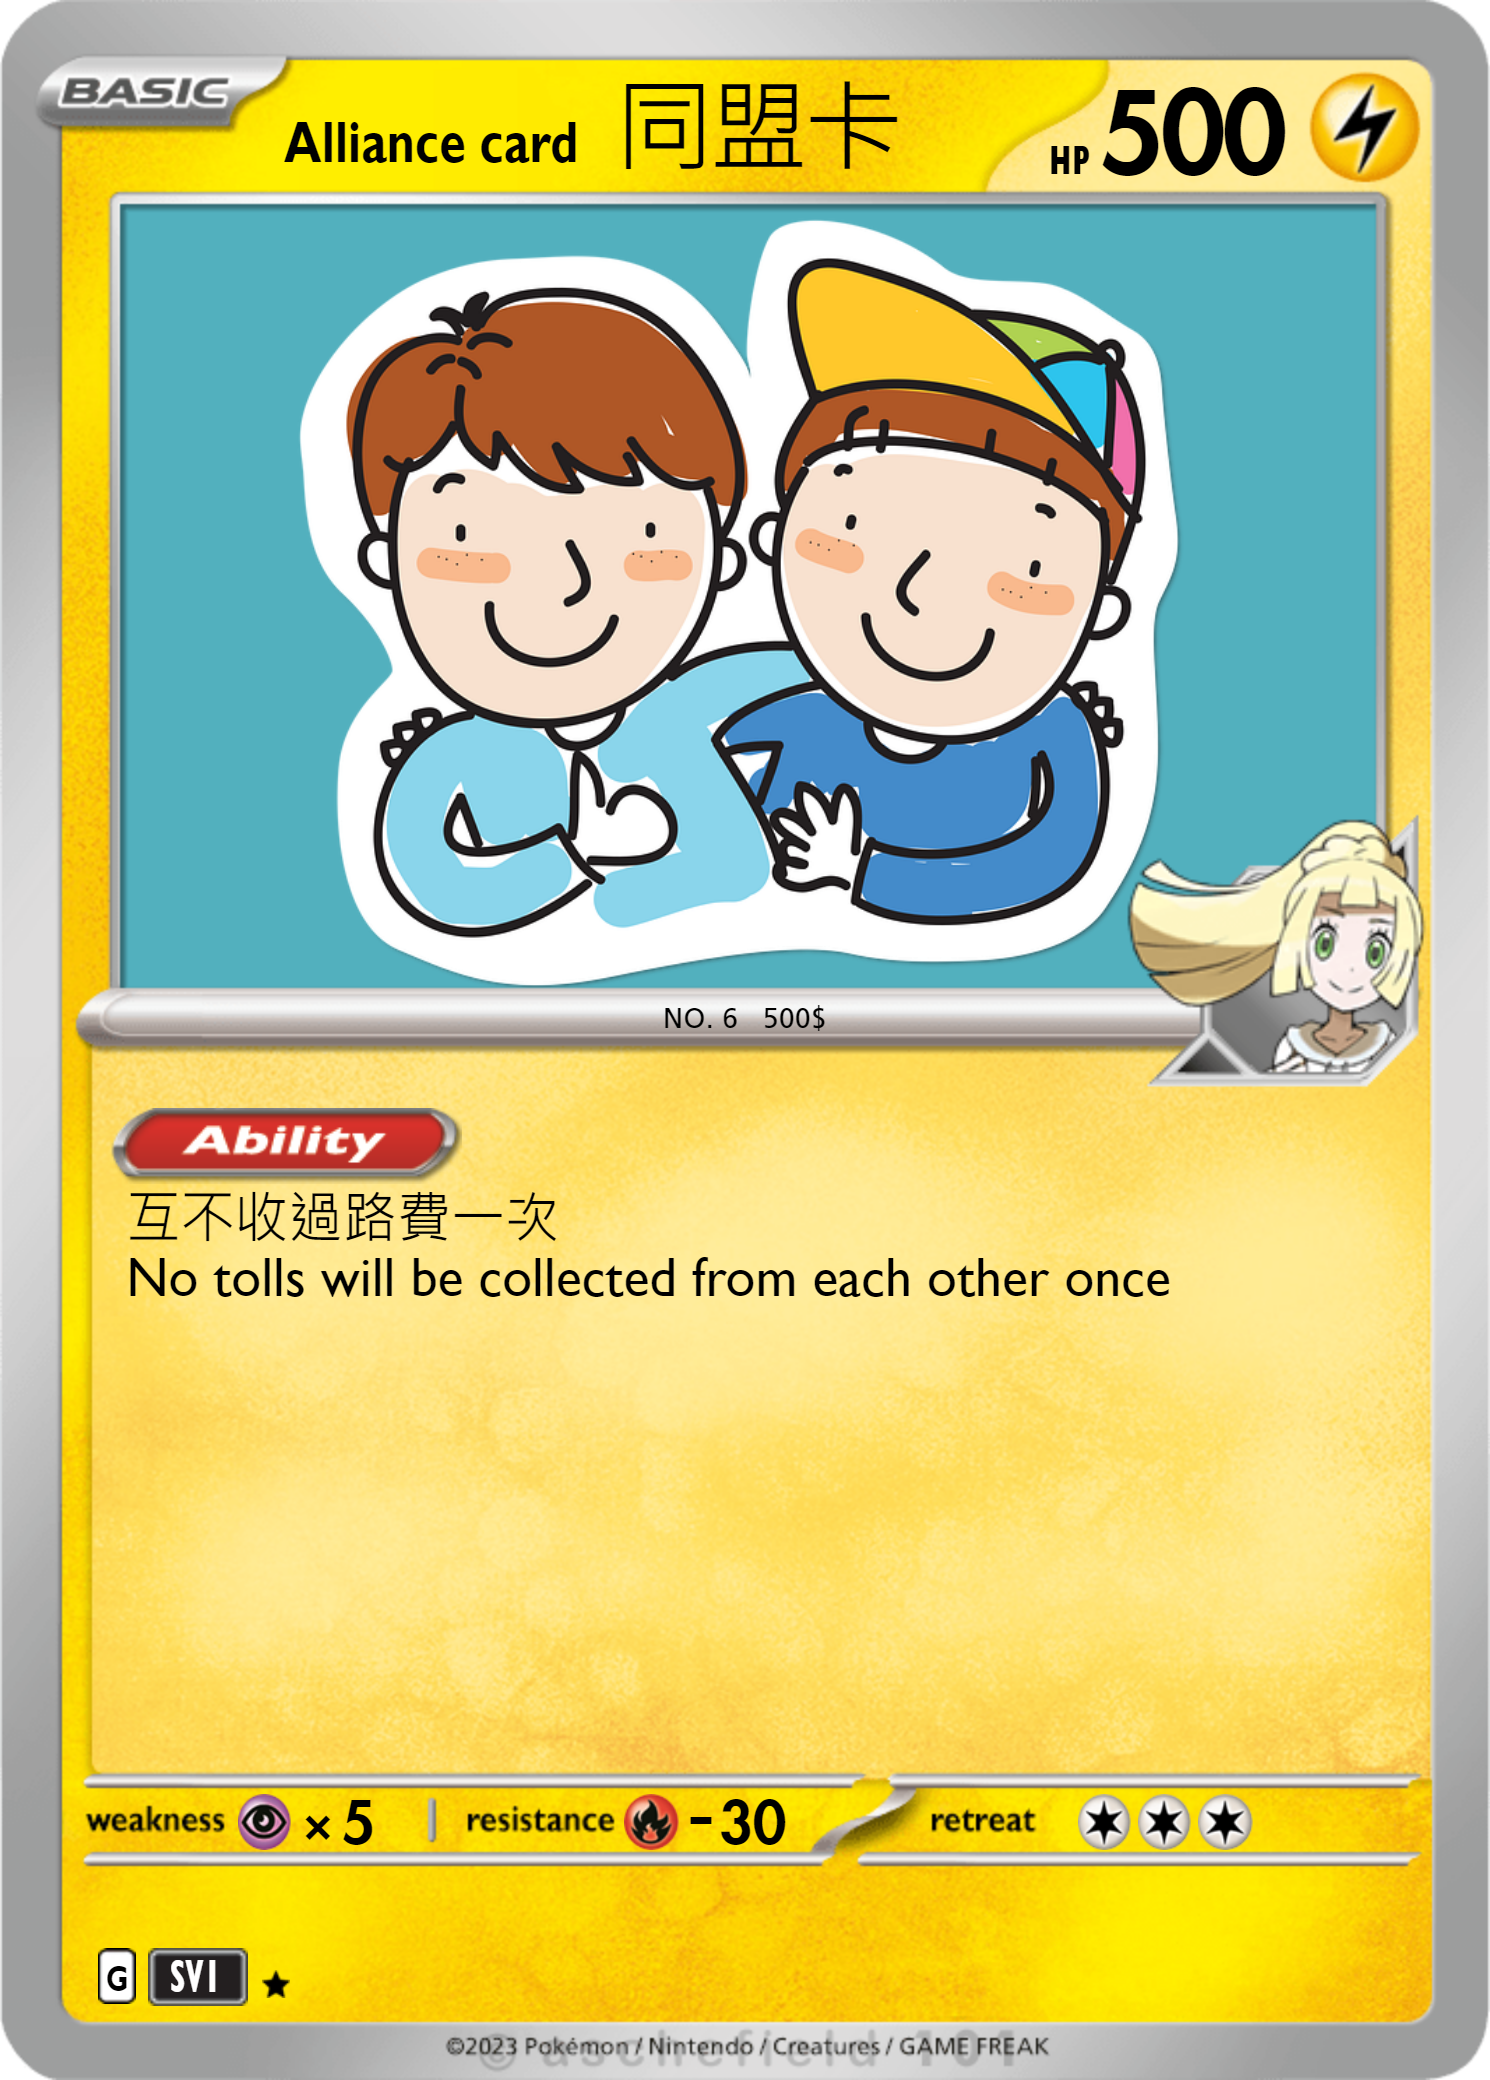 BASIC
Alliance card 同盟卡
HP 500
NO. 6 500$
Ability
互不收過路費一次
No tolls will be collected from each other once
weakness × 5 resistance -30 retreat
G SVI
©2023 Pokémon / Nintendo / Creatures / GAME FREAK
© aschefield 101